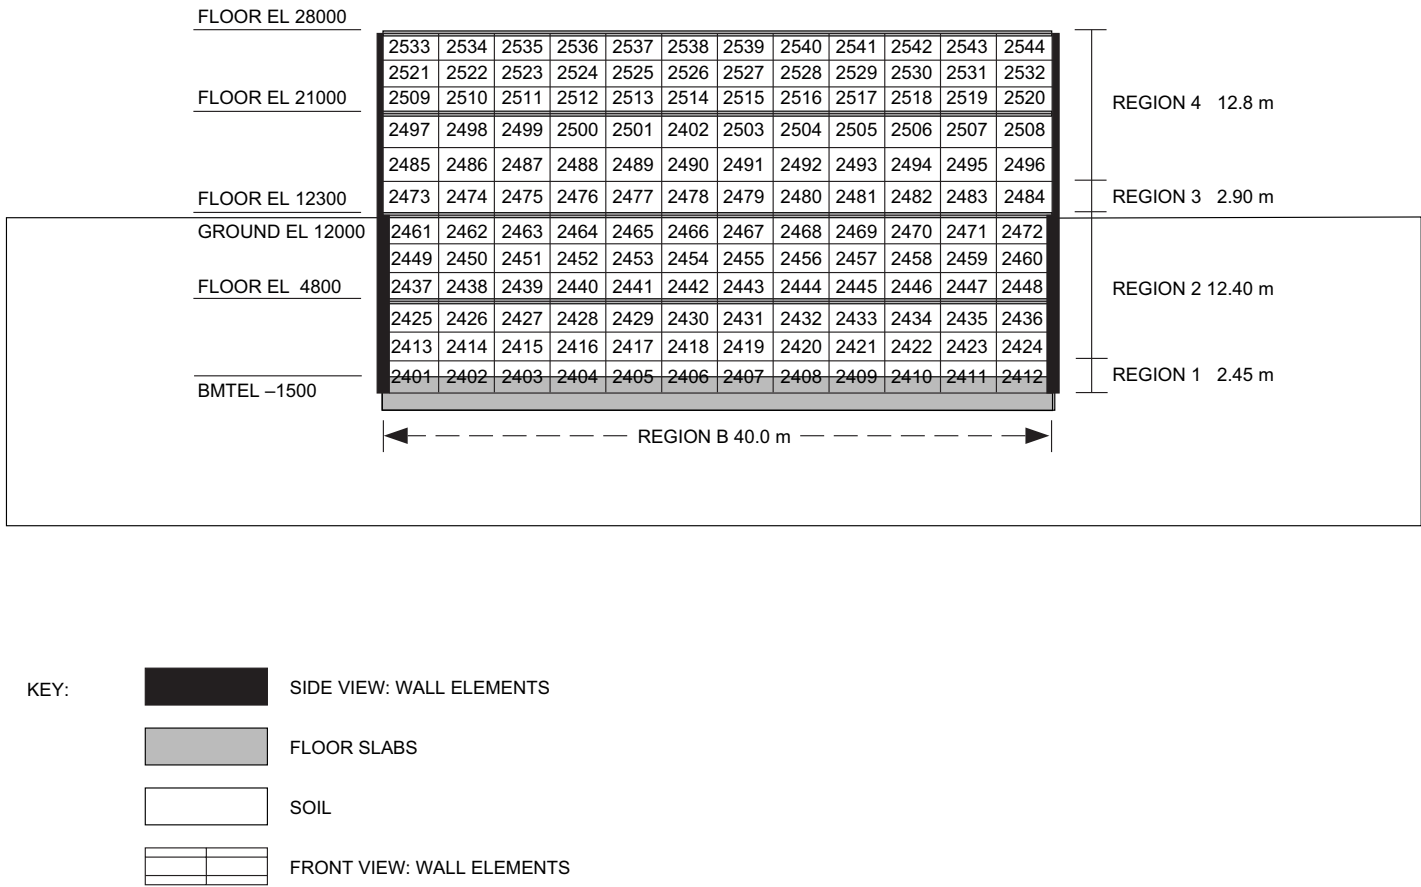 FLOOR EL 28000
2533 2534 2535 2536 2537 2538 2539 2540 2541 2542 2543 2544
2521 2522 2523 2524 2525 2526 2527 2528 2529 2530 2531 2532
FLOOR EL 21000 2509 2510 2511 2512 2513 2514 2515 2516 2517 2518 2519 2520 REGION 4 12.8 m
2497 2498 2499 2500 2501 2402 2503 2504 2505 2506 2507 2508
2485 2486 2487 2488 2489 2490 2491 2492 2493 2494 2495 2496
FLOOR EL 12300 2473 2474 2475 2476 2477 2478 2479 2480 2481 2482 2483 2484 REGION 3 2.90 m
GROUND EL 12000 2461 2462 2463 2464 2465 2466 2467 2468 2469 2470 2471 2472
2449 2450 2451 2452 2453 2454 2455 2456 2457 2458 2459 2460
FLOOR EL 4800 2437 2438 2439 2440 2441 2442 2443 2444 2445 2446 2447 2448 REGION 2 12.40 m
2425 2426 2427 2428 2429 2430 2431 2432 2433 2434 2435 2436
2413 2414 2415 2416 2417 2418 2419 2420 2421 2422 2423 2424
2401 2402 2403 2404 2405 2406 2407 2408 2409 2410 2411 2412 REGION 1 2.45 m
BMTEL –1500
REGION B 40.0 m
KEY: SIDE VIEW: WALL ELEMENTS
FLOOR SLABS
SOIL
FRONT VIEW: WALL ELEMENTS